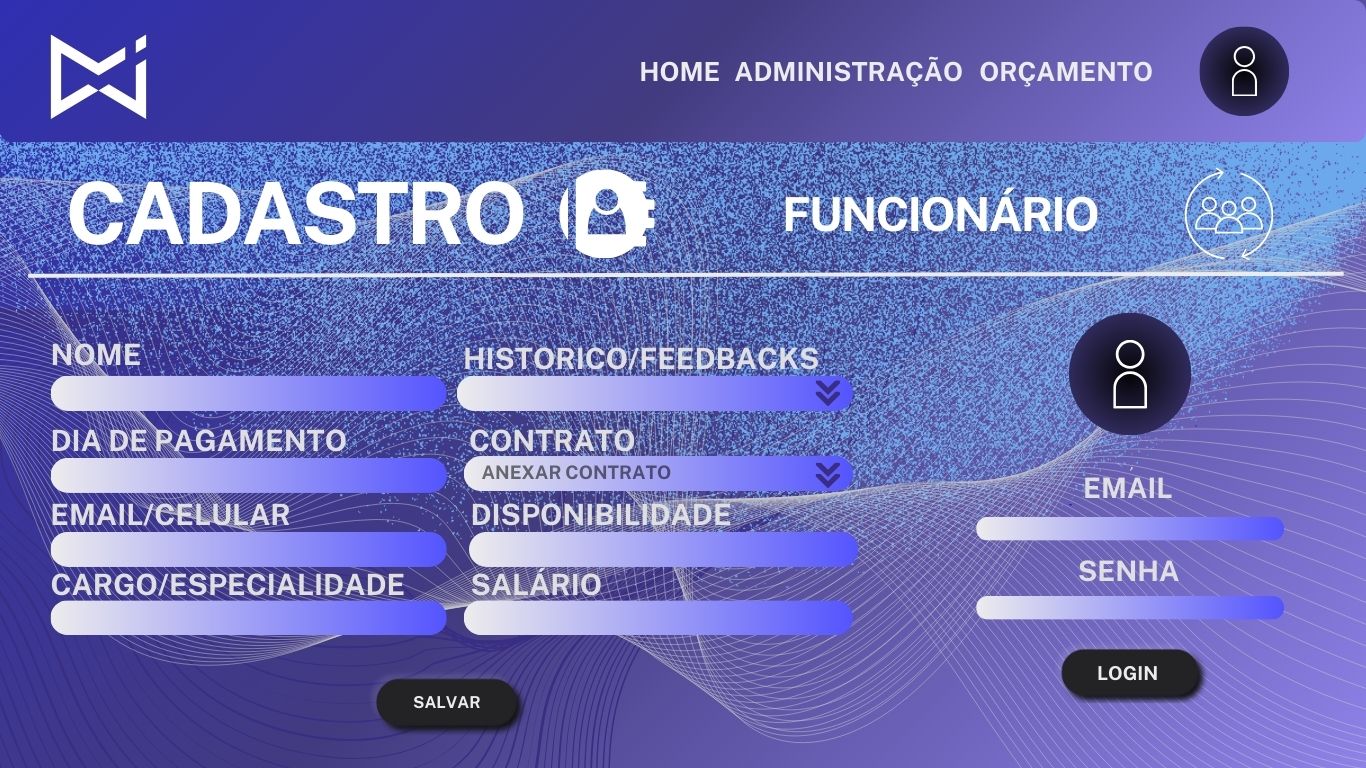 HOME ADMINISTRAÇÃO ORÇAMENTO
CADASTRO
FUNCIONÁRIO
NOME
HISTORICO/FEEDBACKS
DIA DE PAGAMENTO
CONTRATO
ANEXAR CONTRATO
EMAIL/CELULAR
DISPONIBILIDADE
CARGO/ESPECIALIDADE
SALÁRIO
SALVAR
EMAIL
SENHA
LOGIN